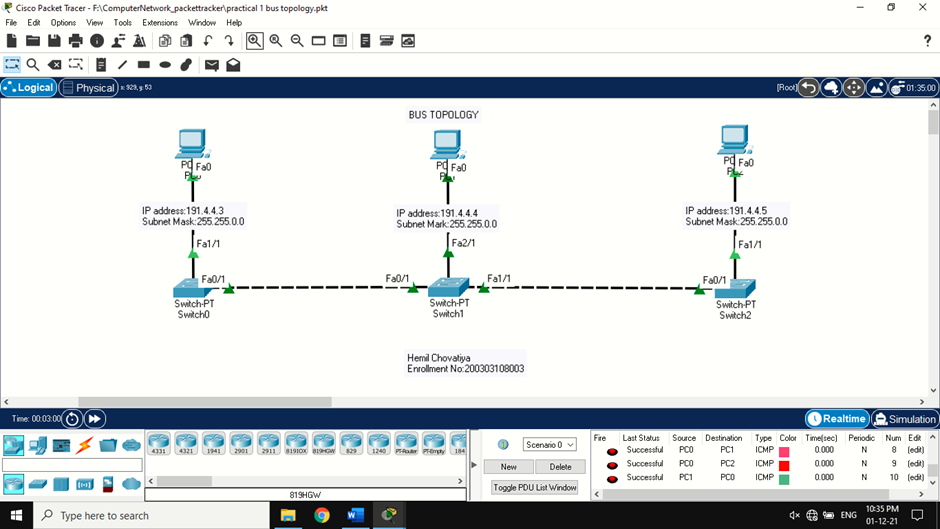 Cisco Packet Tracer - F:\ComputerNetwork_packettracker\practical 1 bus topology.pkt
File Edit Options View Tools Extensions Window Help
?
Logical Physical x: 929, y: 53 [Root] 01:35:00
BUS TOPOLOGY
Fa0 Fa0 Fa0
IP address:191.4.4.3
Subnet Mask:255.255.0.0
IP address:191.4.4.4
Subnet Mark:255.255.0.0
IP address:191.4.4.5
Subnet Mask:255.255.0.0
Fa1/1 Fa2/1 Fa1/1
Fa0/1 Fa0/1 Fa1/1 Fa0/1
Switch-PT
Switch0
Switch-PT
Switch1
Switch-PT
Switch2
Hemil Chovatiya
Enrollment No:200303108003
Time: 00:03:00 Realtime Simulation
4331 4321 1941 2901 2911 819IOX 819HGW 829 1240 PT-Router PT-Empty 184
819HGW
Scenario 0
New Delete
Toggle PDU List Window
Fire Last Status Source Destination Type Color Time(sec) Periodic Num Edit
Successful PC0 PC1 ICMP 0.000 N 8 (edit)
Successful PC0 PC2 ICMP 0.000 N 9 (edit)
Successful PC1 PC0 ICMP 0.000 N 10 (edit)
Type here to search
ENG
10:35 PM
01-12-21